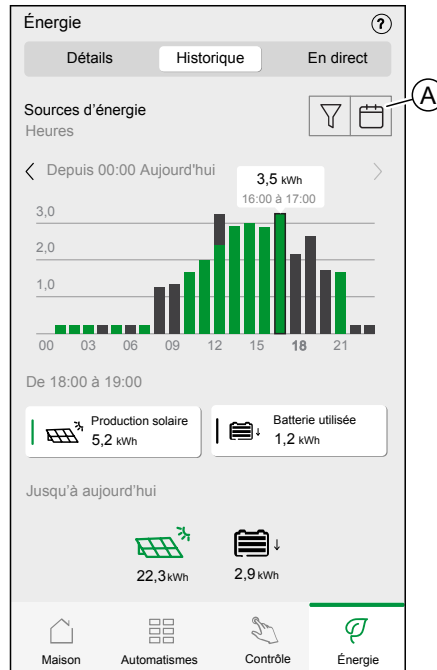 Énergie ?
Détails Historique En direct
A
Sources d'énergie
Heures
Depuis 00:00 Aujourd'hui
3,5 kWh
16:00 à 17:00
3,0
2,0
1,0
00 03 06 09 12 15 18 21
De 18:00 à 19:00
Production solaire
5,2 kWh
Batterie utilisée
1,2 kWh
Jusqu'à aujourd'hui
22,3 kWh 2,9 kWh
Maison Automatismes Contrôle Énergie